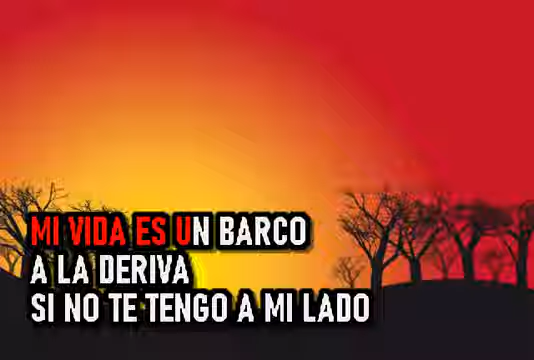 MI VIDA ES UN BARCO
A LA DERIVA
SI NO TE TENGO A MI LADO